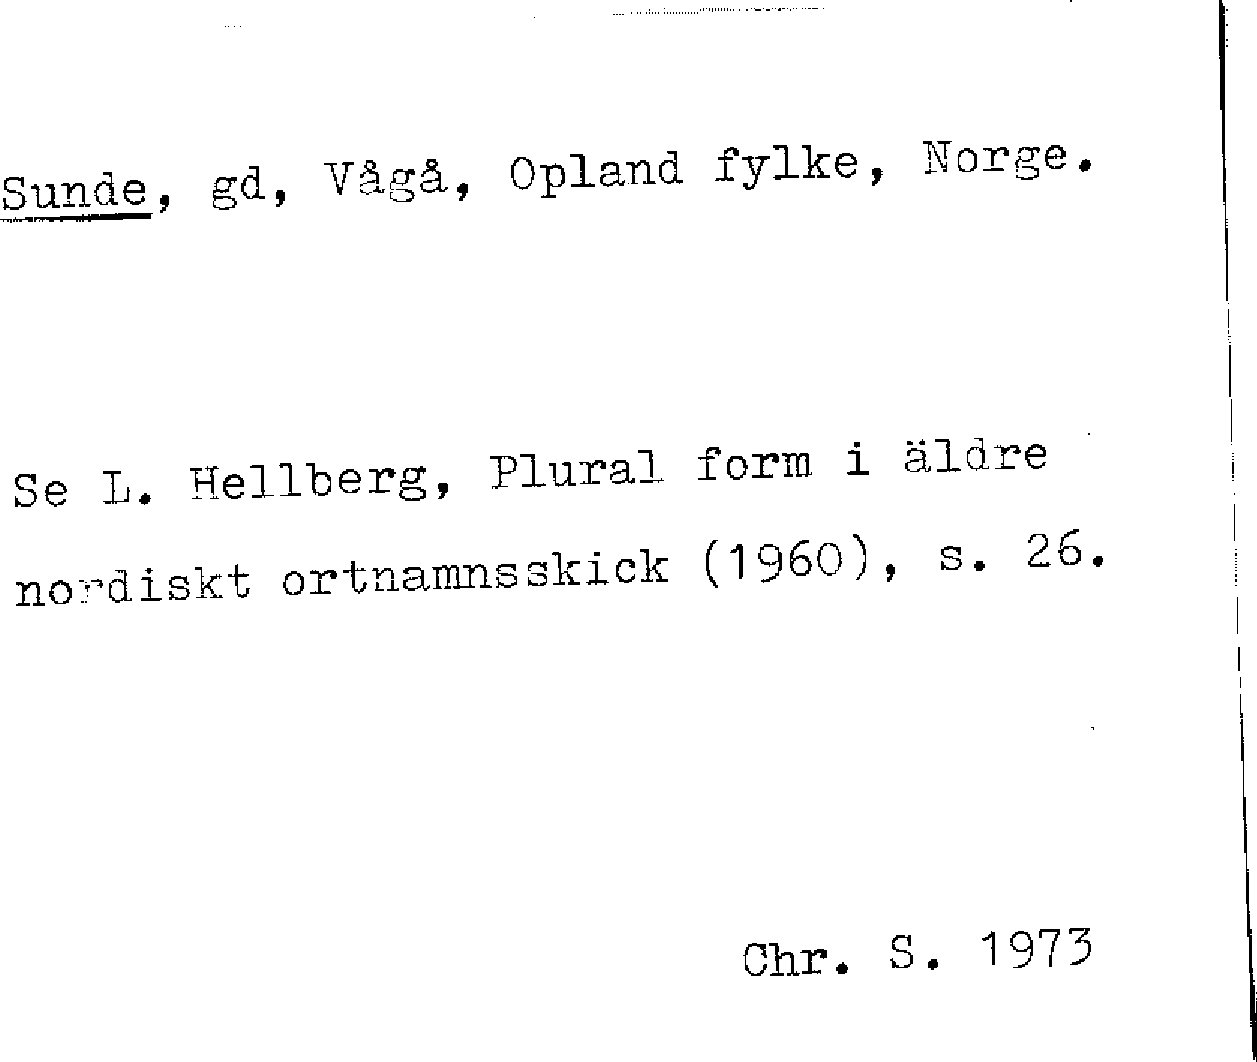 Sunde, gd, Vågå, Opland fylke, Norge.
Se L. Hellberg, Plural form i äldre
nordiskt ortnamnsskick (1960), s. 26.
Chr. S. 1973